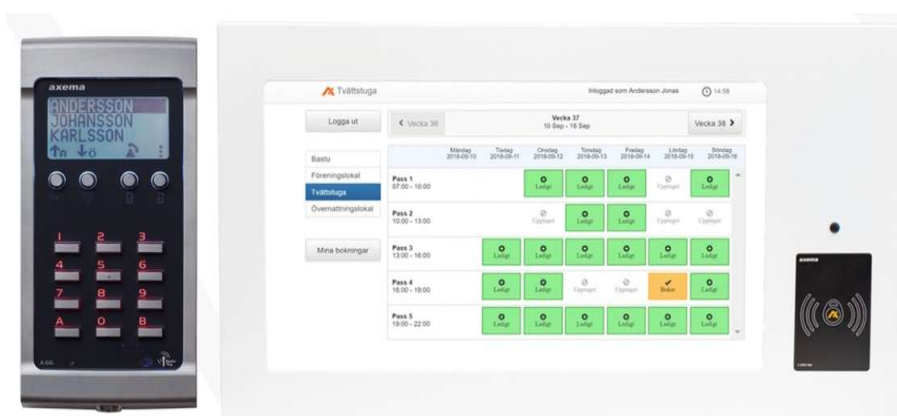 axema
ANDERSSON
JOHANSSON
KARLSSON
1 2 3
4 5 6
7 8 9
A 0 B
Tvättstuga
Inloggad som Andersson Jonas
14:58
Logga ut
Vecka 36
Vecka 37
10 Sep - 16 Sep
Vecka 38
Bastu
Föreningslokal
Tvättstuga
Övernattningslokal
Mina bokningar
Måndag Tisdag Onsdag Torsdag Fredag Lördag Söndag
2018-09-10 2018-09-11 2018-09-12 2018-09-13 2018-09-14 2018-09-15 2018-09-16
Pass 1
07:00 - 10:00
Ledigt Ledigt Ledigt Upptaget Ledigt
Pass 2
10:00 - 13:00
Upptaget Ledigt Ledigt Upptaget Upptaget
Pass 3
13:00 - 16:00
Ledigt Ledigt Ledigt Ledigt Ledigt Ledigt
Pass 4
16:00 - 19:00
Ledigt Ledigt Upptaget Upptaget Bokat Ledigt
Pass 5
19:00 - 22:00
Ledigt Ledigt Ledigt Ledigt Ledigt Ledigt
axema